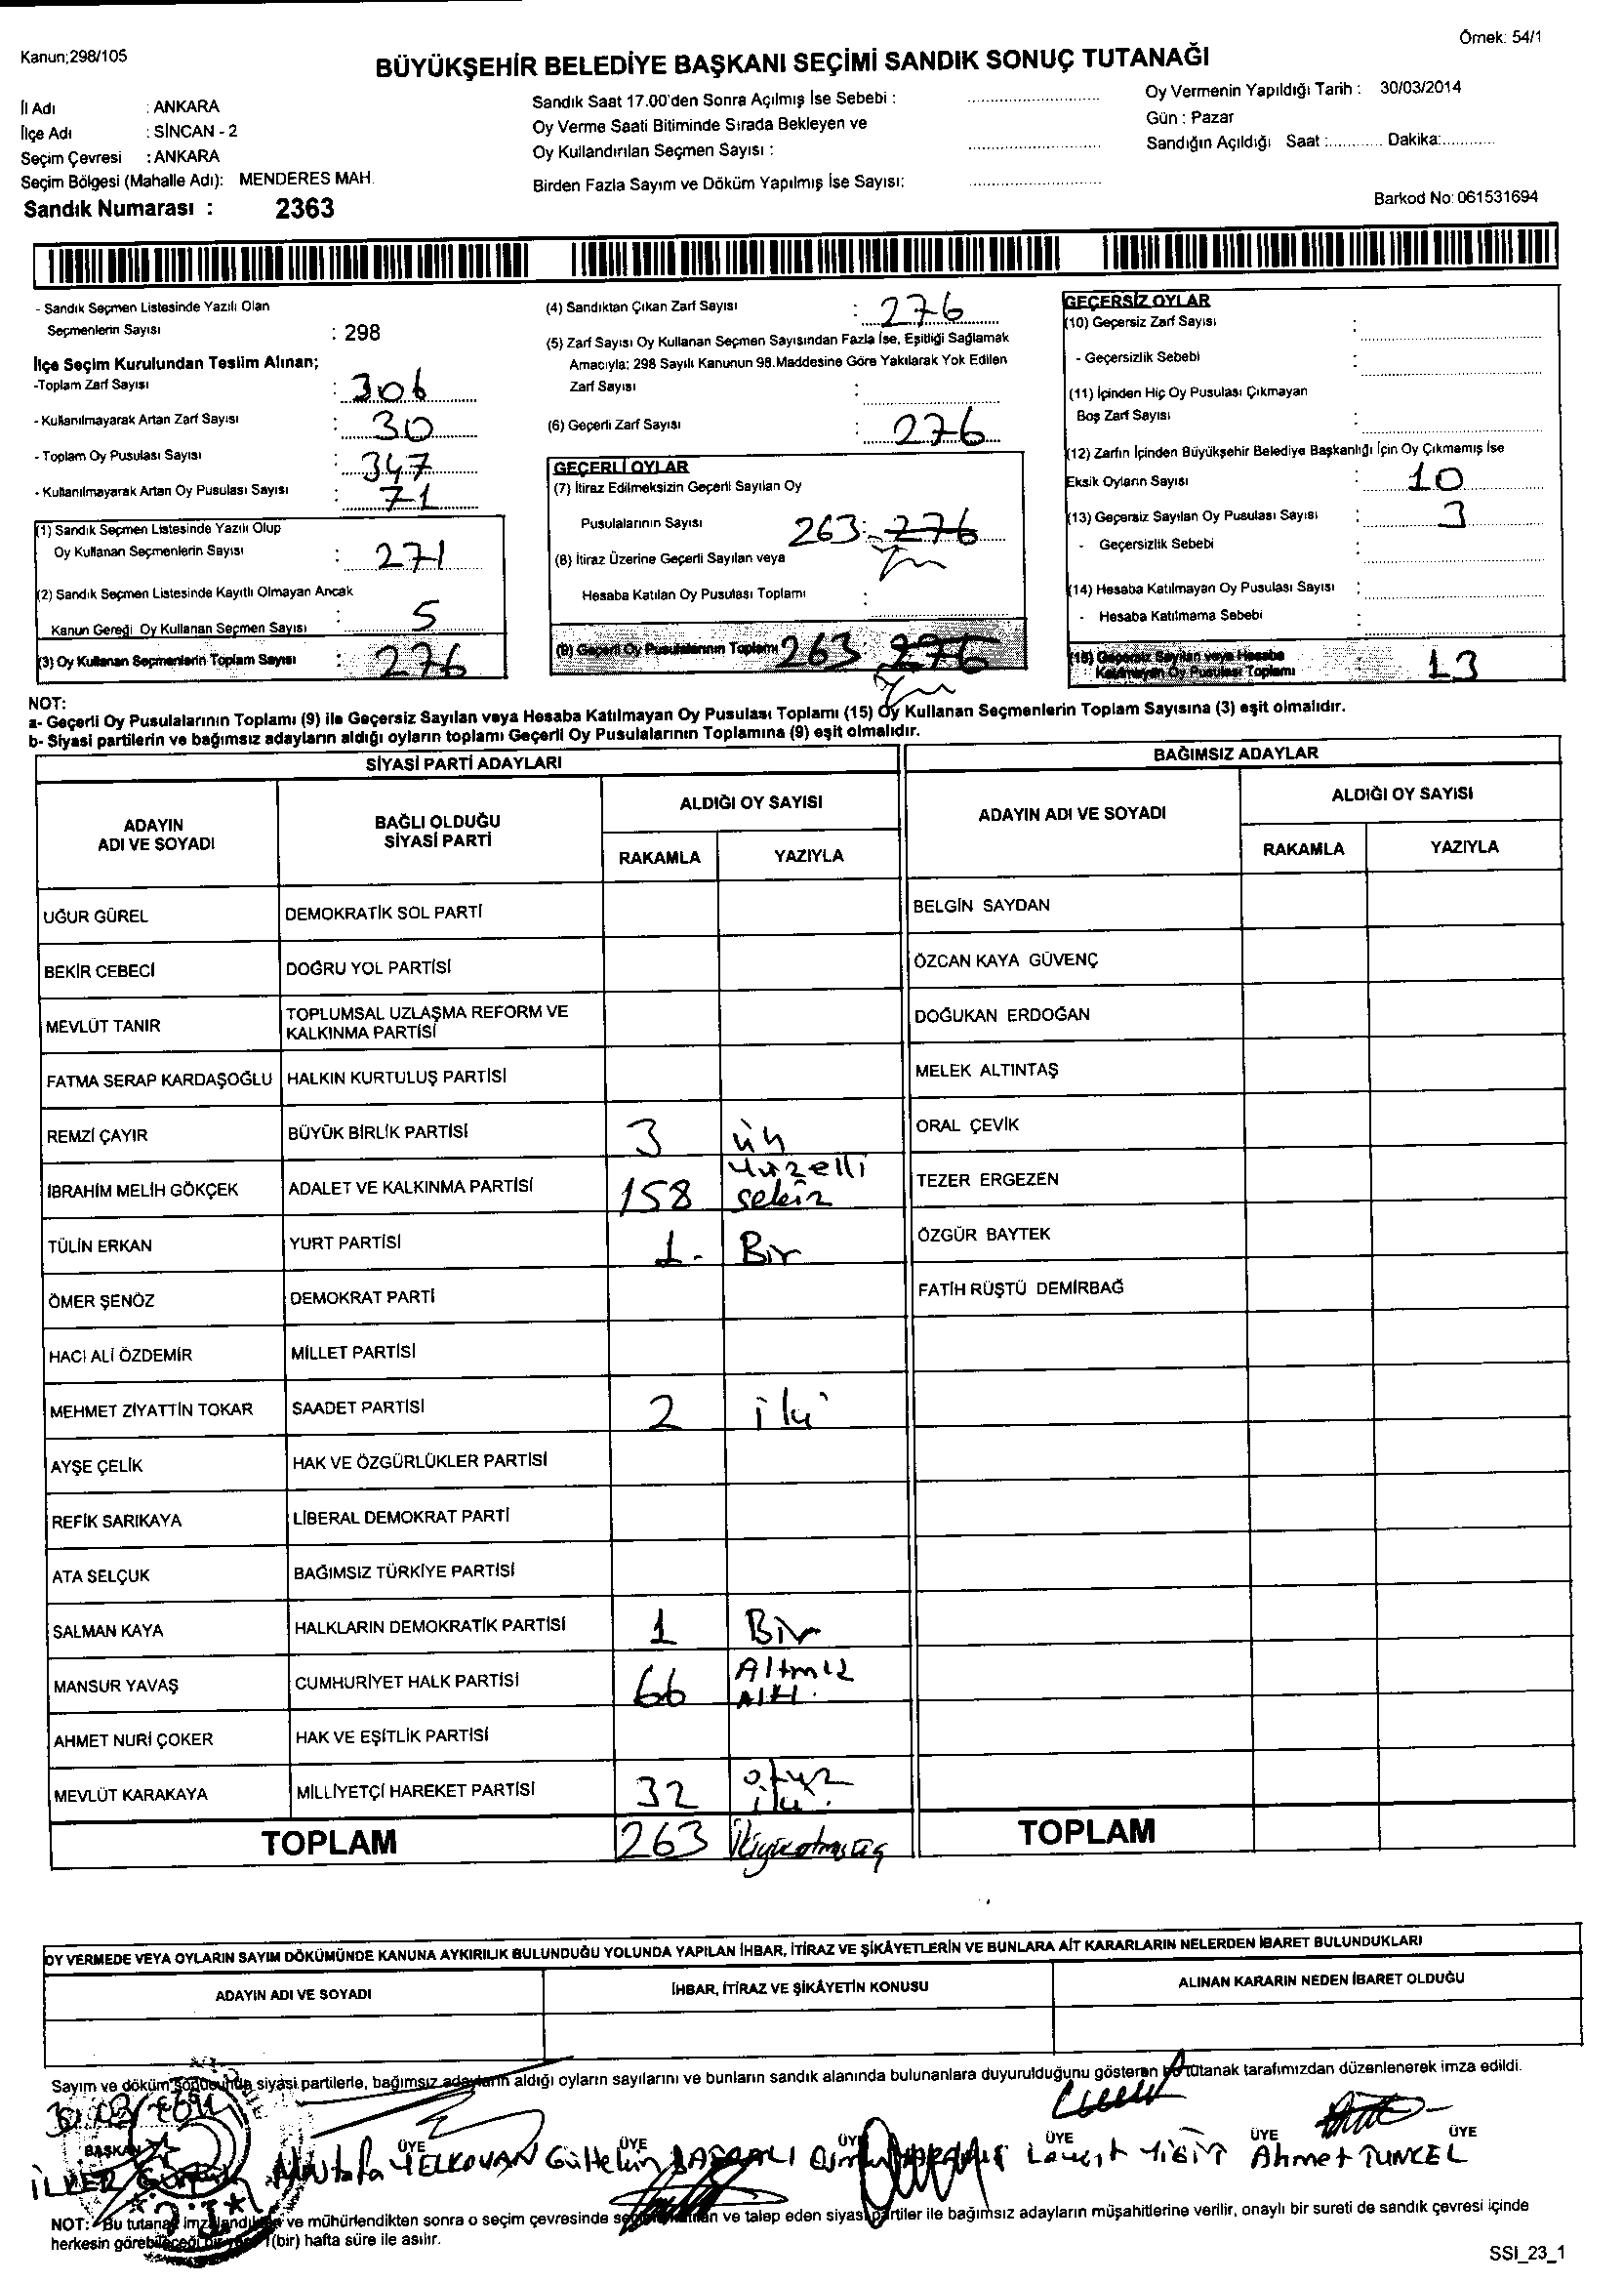 Kanun;298/105
Örnek: 54/1
BÜYÜKŞEHİR BELEDİYE BAŞKANI SEÇİMİ SANDIK SONUÇ TUTANAĞI
İl Adı : ANKARA
İlçe Adı : SİNCAN - 2
Seçim Çevresi : ANKARA
Seçim Bölgesi (Mahalle Adı): MENDERES MAH.
Sandık Numarası : 2363
Sandık Saat 17.00'den Sonra Açılmış İse Sebebi :
Oy Verme Saati Bitiminde Sırada Bekleyen ve
Oy Kullandırılan Seçmen Sayısı :
Birden Fazla Sayım ve Döküm Yapılmış İse Sayısı:
Oy Vermenin Yapıldığı Tarih : 30/03/2014
Gün : Pazar
Sandığın Açıldığı Saat :............ Dakika:............
Barkod No: 061531694
- Sandık Seçmen Listesinde Yazılı Olan
Seçmenlerin Sayısı : 298
İlçe Seçim Kurulundan Teslim Alınan;
-Toplam Zarf Sayısı : 306
- Kullanılmayarak Artan Zarf Sayısı : 30
- Toplam Oy Pusulası Sayısı : 347
- Kullanılmayarak Artan Oy Pusulası Sayısı : 71
(1) Sandık Seçmen Listesinde Yazılı Olup
Oy Kullanan Seçmenlerin Sayısı : 271
(2) Sandık Seçmen Listesinde Kayıtlı Olmayan Ancak
Kanun Gereği Oy Kullanan Seçmen Sayısı : 5
(3) Oy Kullanan Seçmenlerin Toplam Sayısı : 276
(4) Sandıktan Çıkan Zarf Sayısı : 276
(5) Zarf Sayısı Oy Kullanan Seçmen Sayısından Fazla İse, Eşitliği Sağlamak
Amacıyla; 298 Sayılı Kanunun 98.Maddesine Göre Yakılarak Yok Edilen
Zarf Sayısı :
(6) Geçerli Zarf Sayısı : 276
GEÇERLİ OYLAR
(7) İtiraz Edilmeksizin Geçerli Sayılan Oy
Pusulalarının Sayısı 263 : 276
(8) İtiraz Üzerine Geçerli Sayılan veya
Hesaba Katılan Oy Pusulası Toplamı :
(9) Geçerli Oy Pusulalarının Toplamı 263 276
GEÇERSİZ OYLAR
(10) Geçersiz Zarf Sayısı :
- Geçersizlik Sebebi :
(11) İçinden Hiç Oy Pusulası Çıkmayan
Boş Zarf Sayısı :
(12) Zarfın İçinden Büyükşehir Belediye Başkanlığı İçin Oy Çıkmamış İse
Eksik Oyların Sayısı : 10
(13) Geçersiz Sayılan Oy Pusulası Sayısı : 3
- Geçersizlik Sebebi :
(14) Hesaba Katılmayan Oy Pusulası Sayısı :
- Hesaba Katılmama Sebebi :
(15) Geçersiz Sayılan veya Hesaba
Katılmayan Oy Pusulası Toplamı : 13
NOT:
a- Geçerli Oy Pusulalarının Toplamı (9) ile Geçersiz Sayılan veya Hesaba Katılmayan Oy Pusulası Toplamı (15) Oy Kullanan Seçmenlerin Toplam Sayısına (3) eşit olmalıdır.
b- Siyasi partilerin ve bağımsız adayların aldığı oyların toplamı Geçerli Oy Pusulalarının Toplamına (9) eşit olmalıdır.
SİYASİ PARTİ ADAYLARI
ADAYIN
ADI VE SOYADI
BAĞLI OLDUĞU
SİYASİ PARTİ
ALDIĞI OY SAYISI
RAKAMLA YAZIYLA
UĞUR GÜREL DEMOKRATİK SOL PARTİ
BEKİR CEBECİ DOĞRU YOL PARTİSİ
MEVLÜT TANIR TOPLUMSAL UZLAŞMA REFORM VE
KALKINMA PARTİSİ
FATMA SERAP KARDAŞOĞLU HALKIN KURTULUŞ PARTİSİ
REMZİ ÇAYIR BÜYÜK BİRLİK PARTİSİ 3 üç
İBRAHİM MELİH GÖKÇEK ADALET VE KALKINMA PARTİSİ 158 Yüzelli
sekiz
TÜLİN ERKAN YURT PARTİSİ 1- Bir
ÖMER ŞENÖZ DEMOKRAT PARTİ
HACI ALİ ÖZDEMİR MİLLET PARTİSİ
MEHMET ZİYATTİN TOKAR SAADET PARTİSİ 2 iki
AYŞE ÇELİK HAK VE ÖZGÜRLÜKLER PARTİSİ
REFİK SARIKAYA LİBERAL DEMOKRAT PARTİ
ATA SELÇUK BAĞIMSIZ TÜRKİYE PARTİSİ
SALMAN KAYA HALKLARIN DEMOKRATİK PARTİSİ 1 Bir
MANSUR YAVAŞ CUMHURİYET HALK PARTİSİ 66 Altmış
Altı.
AHMET NURİ ÇOKER HAK VE EŞİTLİK PARTİSİ
MEVLÜT KARAKAYA MİLLİYETÇİ HAREKET PARTİSİ 32 otuz
iki.
TOPLAM 263 İkiyüzatmışüç
BAĞIMSIZ ADAYLAR
ADAYIN ADI VE SOYADI
ALDIĞI OY SAYISI
RAKAMLA YAZIYLA
BELGİN SAYDAN
ÖZCAN KAYA GÜVENÇ
DOĞUKAN ERDOĞAN
MELEK ALTINTAŞ
ORAL ÇEVİK
TEZER ERGEZEN
ÖZGÜR BAYTEK
FATİH RÜŞTÜ DEMİRBAĞ
TOPLAM
OY VERMEDE VEYA OYLARIN SAYIM DÖKÜMÜNDE KANUNA AYKIRILIK BULUNDUĞU YOLUNDA YAPILAN İHBAR, İTİRAZ VE ŞİKÂYETLERİN VE BUNLARA AİT KARARLARIN NELERDEN İBARET BULUNDUKLARI
ADAYIN ADI VE SOYADI İHBAR, İTİRAZ VE ŞİKÂYETİN KONUSU ALINAN KARARIN NEDEN İBARET OLDUĞU
Sayım ve döküm sonucunda siyasi partilerle, bağımsız adayların aldığı oyların sayılarını ve bunların sandık alanında bulunanlara duyurulduğunu gösteren bu tutanak tarafımızdan düzenlenerek imza edildi.
BAŞKAN ÜYE ÜYE ÜYE ÜYE ÜYE ÜYE
İLKER Mustafa YELKOVAN Gültekin Levent YİĞİT Ahmet TUNCEL
NOT: Bu tutanak imzalandıktan ve mühürlendikten sonra o seçim çevresinde ve talep eden siyasi partiler ile bağımsız adayların müşahitlerine verilir, onaylı bir sureti de sandık çevresi içinde
herkesin görebileceği bir yere 1(bir) hafta süre ile asılır.
SSI_23_1